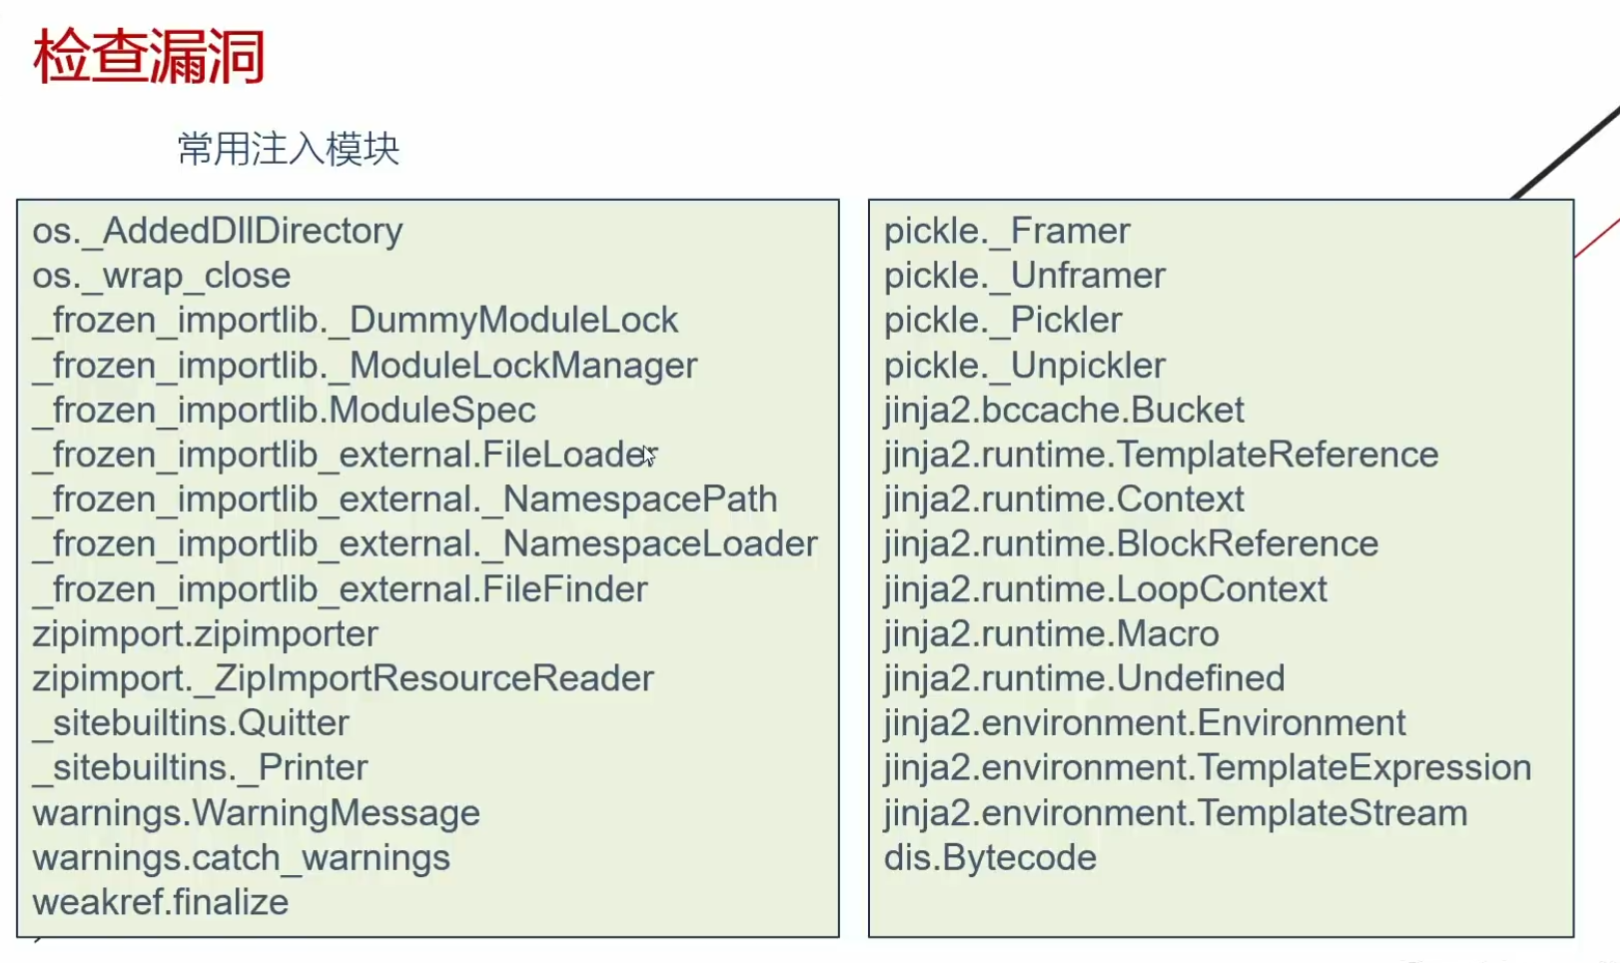 检查漏洞
常用注入模块
os._AddedDllDirectory
os._wrap_close
_frozen_importlib._DummyModuleLock
_frozen_importlib._ModuleLockManager
_frozen_importlib.ModuleSpec
_frozen_importlib_external.FileLoader
_frozen_importlib_external._NamespacePath
_frozen_importlib_external._NamespaceLoader
_frozen_importlib_external.FileFinder
zipimport.zipimporter
zipimport._ZipImportResourceReader
_sitebuiltins.Quitter
_sitebuiltins._Printer
warnings.WarningMessage
warnings.catch_warnings
weakref.finalize
pickle._Framer
pickle._Unframer
pickle._Pickler
pickle._Unpickler
jinja2.bccache.Bucket
jinja2.runtime.TemplateReference
jinja2.runtime.Context
jinja2.runtime.BlockReference
jinja2.runtime.LoopContext
jinja2.runtime.Macro
jinja2.runtime.Undefined
jinja2.environment.Environment
jinja2.environment.TemplateExpression
jinja2.environment.TemplateStream
dis.Bytecode